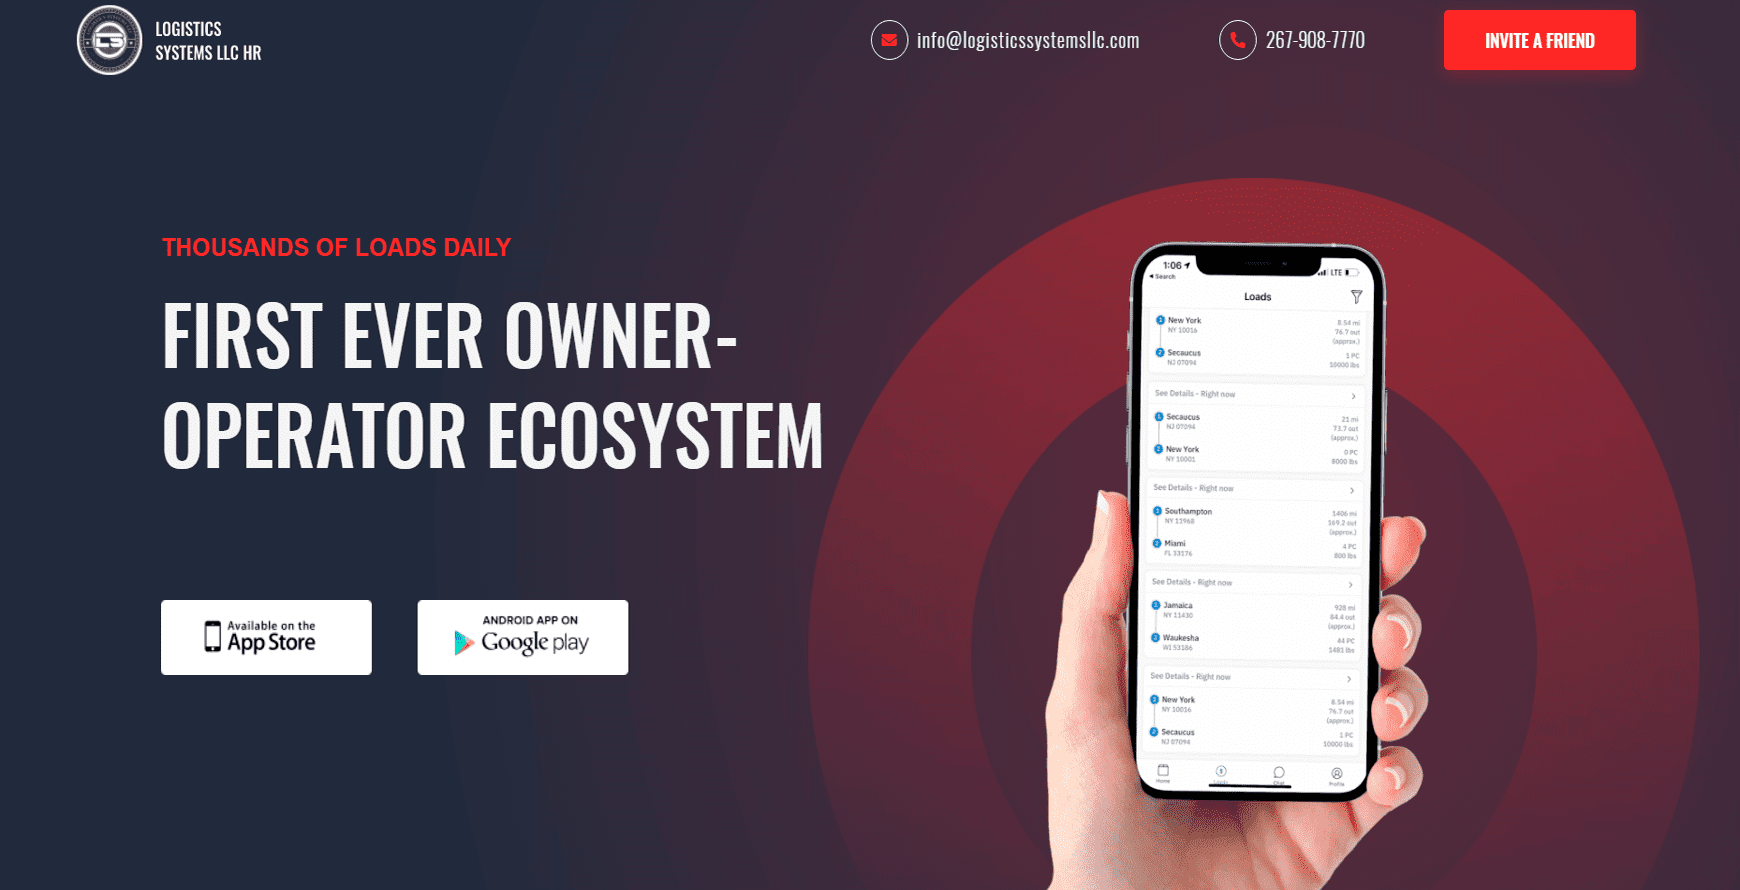 LOGISTICS
SYSTEMS LLC HR
info@logisticssystemsllc.com
267-908-7770
INVITE A FRIEND
THOUSANDS OF LOADS DAILY
FIRST EVER OWNER-
OPERATOR ECOSYSTEM
Available on the
App Store
ANDROID APP ON
Google play
LS
1:06
LTE
Search
Loads
1 New York 8.54 mi
NY 10016 76.7 out
(approx.)
2 Secaucus 1 PC
NJ 07094 10000 lbs
See Details - Right now
1 Secaucus 21 mi
NJ 07094 73.7 out
(approx.)
2 New York 0 PC
NY 10001 8000 lbs
See Details - Right now
1 Southampton 1406 mi
NY 11968 169.2 out
(approx.)
2 Miami 4 PC
FL 33176 800 lbs
See Details - Right now
1 Jamaica 928 mi
NY 11430 84.4 out
(approx.)
2 Waukesha 44 PC
WI 53186 1481 lbs
See Details - Right now
1 New York 8.54 mi
NY 10016 76.7 out
(approx.)
2 Secaucus 1 PC
NJ 07094 10000 lbs
Home Loads Chat Profile